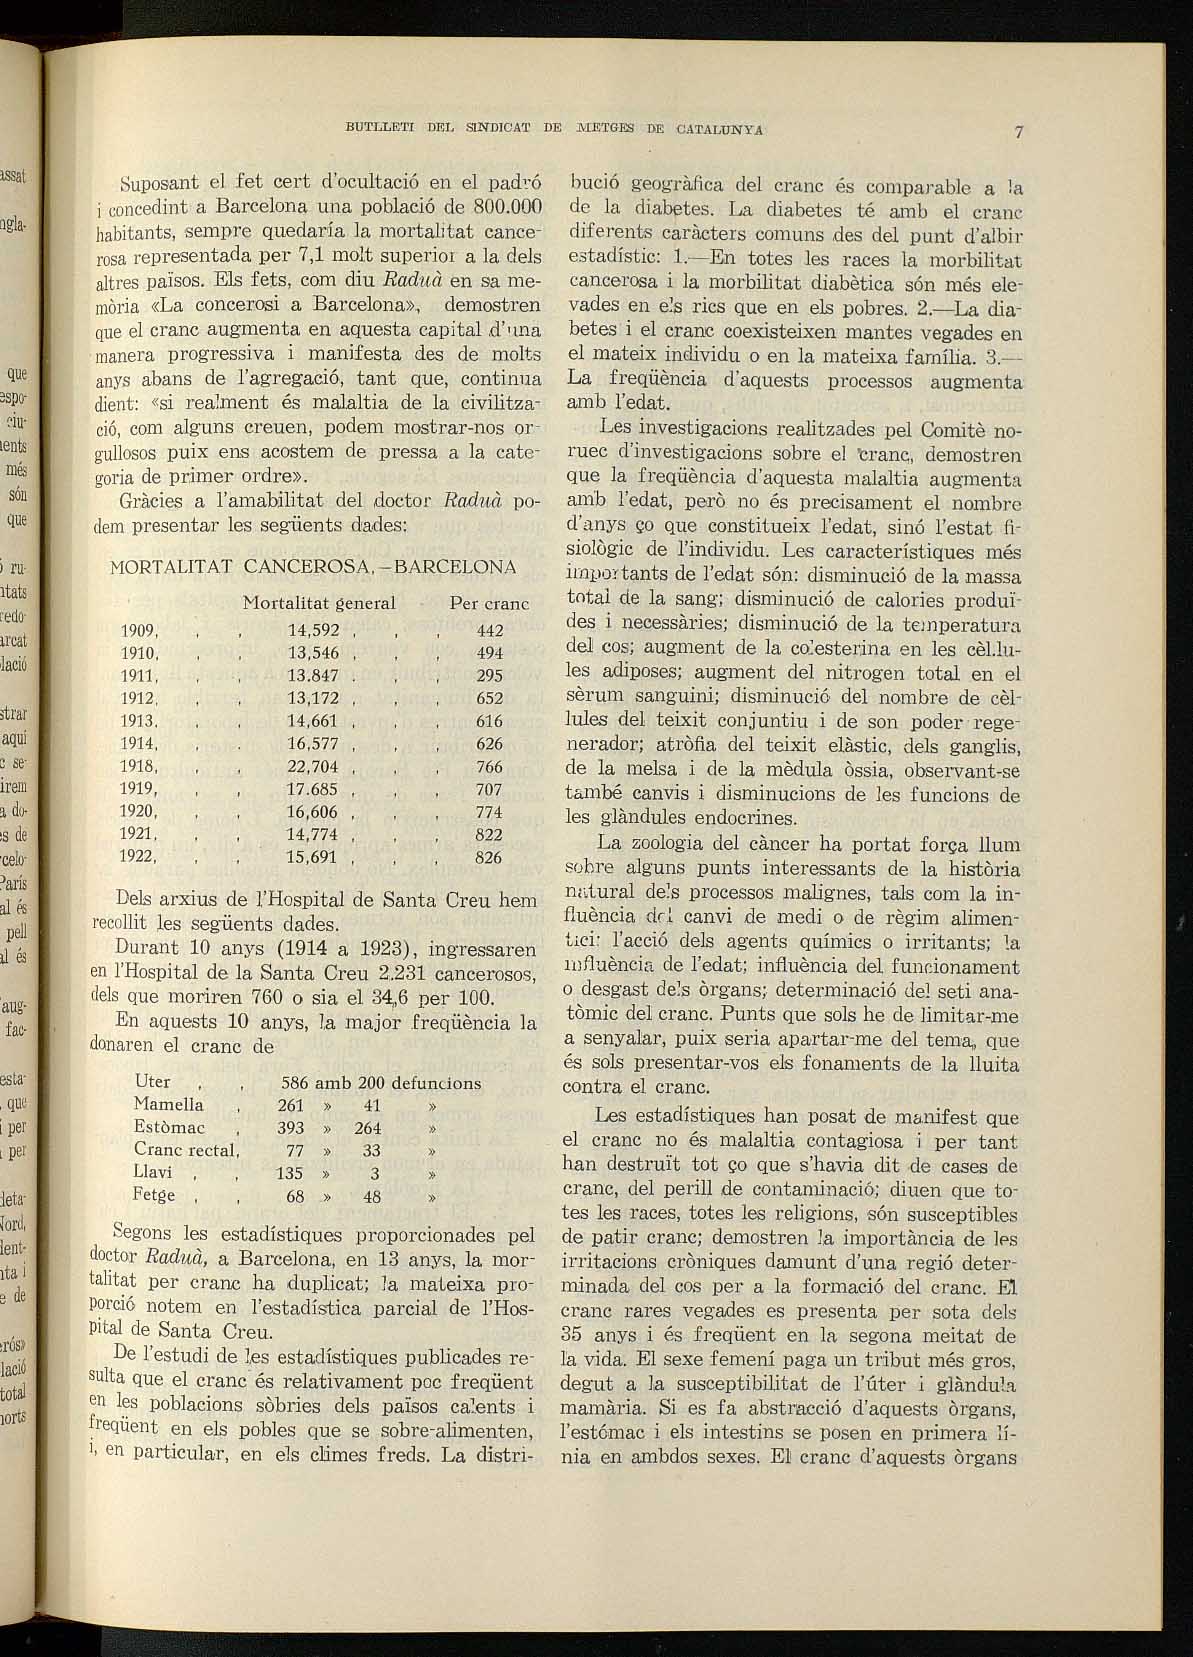 BUTLLETI DEL SINDICAT DE METGES DE CATALUNYA
7
Suposant el fet cert d'ocultació en el padró
i concedint a Barcelona una població de 800.000
habitants, sempre quedaría la mortalitat cance-
rosa representada per 7,1 molt superior a la dels
altres països. Els fets, com diu Raduà en sa me-
mòria «La concerosi a Barcelona», demostren
que el cranc augmenta en aquesta capital d'una
manera progressiva i manifesta des de molts
anys abans de l'agregació, tant que, continua
dient: «si realment és malaltia de la civilitza-
ció, com alguns creuen, podem mostrar-nos or-
gullosos puix ens acostem de pressa a la cate-
goria de primer ordre».
Gràcies a l'amabilitat del doctor Raduà po-
dem presentar les següents dades:
MORTALITAT CANCEROSA.–BARCELONA
Mortalitat general - Per cranc
1909, , , 14,592 , , , 442
1910, , , 13,546 , , , 494
1911, , , 13.847 . , , 295
1912, , , 13,172 , , , 652
1913, , , 14,661 , , , 616
1914, , . 16,577 , , , 626
1918, , , 22,704 , , , 766
1919, , , 17.685 , , , 707
1920, , , 16,606 , , , 774
1921, , , 14,774 , , , 822
1922, , , 15,691 , , , 826
Dels arxius de l'Hospital de Santa Creu hem
recollit les següents dades.
Durant 10 anys (1914 a 1923), ingressaren
en l'Hospital de la Santa Creu 2.231 cancerosos,
dels que moriren 760 o sia el 34,6 per 100.
En aquests 10 anys, la major freqüència la
donaren el cranc de
Uter , , 586 amb 200 defuncions
Mamella , 261 » 41 »
Estòmac , 393 » 264 »
Cranc rectal, 77 » 33 »
Llavi , , 135 » 3 »
Fetge , , 68 » 48 »
Segons les estadístiques proporcionades pel
doctor Raduà, a Barcelona, en 13 anys, la mor-
talitat per cranc ha duplicat; la mateixa pro-
porció notem en l'estadística parcial de l'Hos-
pital de Santa Creu.
De l'estudi de les estadístiques publicades re-
sulta que el cranc és relativament poc freqüent
en les poblacions sòbries dels països calents i
freqüent en els pobles que se sobre-alimenten,
i, en particular, en els climes freds. La distri-
bució geogràfica del cranc és comparable a la
de la diabetes. La diabetes té amb el cranc
diferents caràcters comuns des del punt d'albir
estadístic: 1.—En totes les races la morbilitat
cancerosa i la morbilitat diabètica són més ele-
vades en els rics que en els pobres. 2.—La dia-
betes i el cranc coexisteixen mantes vegades en
el mateix individu o en la mateixa família. 3.—
La freqüència d'aquests processos augmenta
amb l'edat.
Les investigacions realitzades pel Comitè no-
ruec d'investigacions sobre el cranc, demostren
que la freqüència d'aquesta malaltia augmenta
amb l'edat, però no és precisament el nombre
d'anys ço que constitueix l'edat, sinó l'estat fi-
siològic de l'individu. Les característiques més
importants de l'edat són: disminució de la massa
total de la sang; disminució de calories produï-
des i necessàries; disminució de la temperatura
del cos; augment de la colesterina en les cèl.lu-
les adiposes; augment del nitrogen total en el
sèrum sanguini; disminució del nombre de cèl-
lules del teixit conjuntiu i de son poder rege-
nerador; atròfia del teixit elàstic, dels ganglis,
de la melsa i de la mèdula òssia, observant-se
també canvis i disminucions de les funcions de
les glàndules endocrines.
La zoologia del càncer ha portat força llum
sobre alguns punts interessants de la història
natural dels processos malignes, tals com la in-
fluència del canvi de medi o de règim alimen-
tici: l'acció dels agents químics o irritants; la
influència de l'edat; influència del funcionament
o desgast dels òrgans; determinació del seti ana-
tòmic del cranc. Punts que sols he de limitar-me
a senyalar, puix seria apartar-me del tema, que
és sols presentar-vos els fonaments de la lluita
contra el cranc.
Les estadístiques han posat de manifest que
el cranc no és malaltia contagiosa i per tant
han destruït tot ço que s'havia dit de cases de
cranc, del perill de contaminació; diuen que to-
tes les races, totes les religions, són susceptibles
de patir cranc; demostren la importància de les
irritacions cròniques damunt d'una regió deter-
minada del cos per a la formació del cranc. El
cranc rares vegades es presenta per sota dels
35 anys i és freqüent en la segona meitat de
la vida. El sexe femení paga un tribut més gros,
degut a la susceptibilitat de l'úter i glàndula
mamària. Si es fa abstracció d'aquests òrgans,
l'estómac i els intestins se posen en primera lí-
nia en ambdos sexes. El cranc d'aquests òrgans